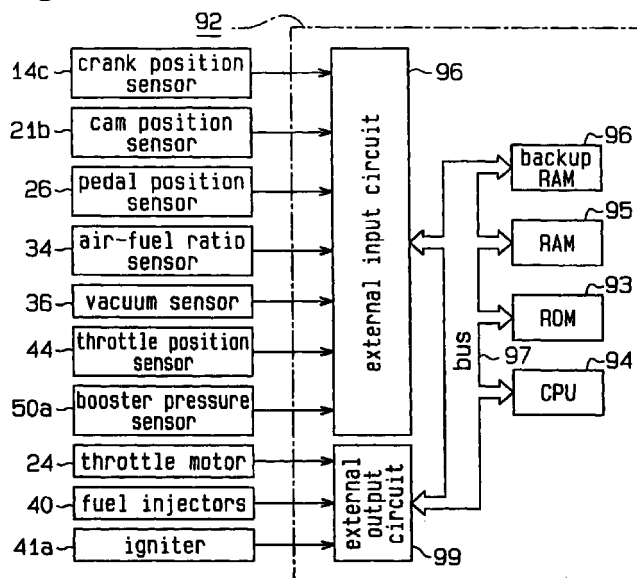 92
14c
crank position
sensor
96
21b
cam position
sensor
96
backup
RAM
26
pedal position
sensor
95
RAM
34
air-fuel ratio
sensor
external input circuit
93
ROM
36
vacuum sensor
bus
97
44
throttle position
sensor
94
CPU
50a
booster pressure
sensor
24
throttle motor
external
output
circuit
40
fuel injectors
41a
igniter
99